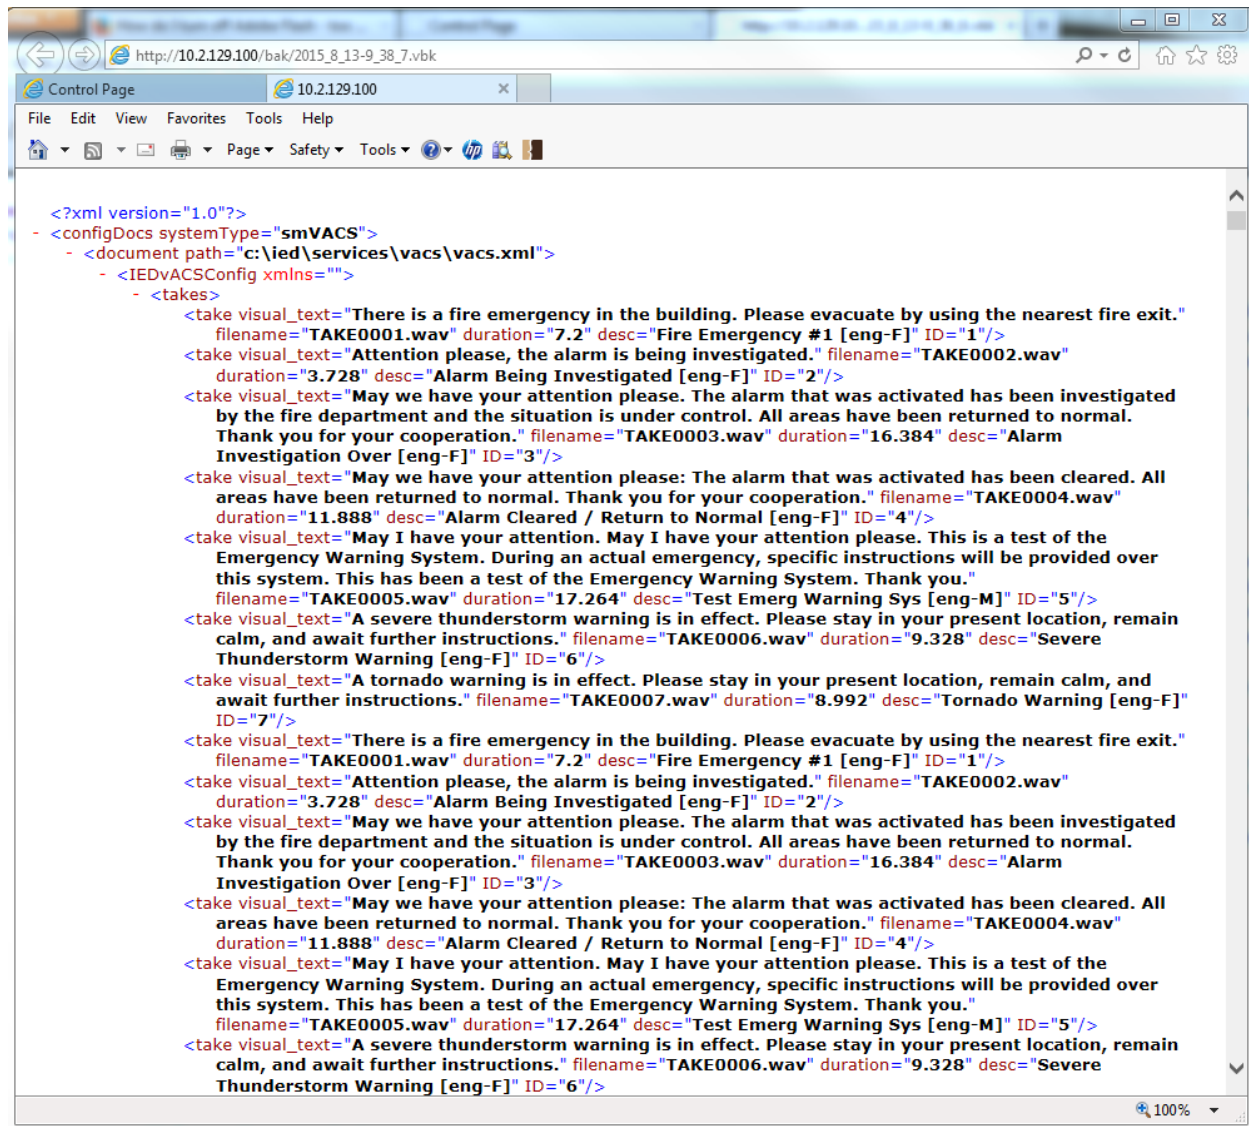 How do I turn off Adobe Flash - 
Control Page
http://10.2.129.100/bak/2015_8_13-9_38_7.vbk
Control Page
10.2.129.100
File Edit View Favorites Tools Help
Page Safety Tools
<?xml version="1.0"?>
- <configDocs systemType="smVACS">
- <document path="c:\ied\services\vacs\vacs.xml">
- <IEDvACSConfig xmlns="">
- <takes>
<take visual_text="There is a fire emergency in the building. Please evacuate by using the nearest fire exit."
filename="TAKE0001.wav" duration="7.2" desc="Fire Emergency #1 [eng-F]" ID="1"/>
<take visual_text="Attention please, the alarm is being investigated." filename="TAKE0002.wav"
duration="3.728" desc="Alarm Being Investigated [eng-F]" ID="2"/>
<take visual_text="May we have your attention please. The alarm that was activated has been investigated
by the fire department and the situation is under control. All areas have been returned to normal.
Thank you for your cooperation." filename="TAKE0003.wav" duration="16.384" desc="Alarm
Investigation Over [eng-F]" ID="3"/>
<take visual_text="May we have your attention please: The alarm that was activated has been cleared. All
areas have been returned to normal. Thank you for your cooperation." filename="TAKE0004.wav"
duration="11.888" desc="Alarm Cleared / Return to Normal [eng-F]" ID="4"/>
<take visual_text="May I have your attention. May I have your attention please. This is a test of the
Emergency Warning System. During an actual emergency, specific instructions will be provided over
this system. This has been a test of the Emergency Warning System. Thank you."
filename="TAKE0005.wav" duration="17.264" desc="Test Emerg Warning Sys [eng-M]" ID="5"/>
<take visual_text="A severe thunderstorm warning is in effect. Please stay in your present location, remain
calm, and await further instructions." filename="TAKE0006.wav" duration="9.328" desc="Severe
Thunderstorm Warning [eng-F]" ID="6"/>
<take visual_text="A tornado warning is in effect. Please stay in your present location, remain calm, and
await further instructions." filename="TAKE0007.wav" duration="8.992" desc="Tornado Warning [eng-F]"
ID="7"/>
<take visual_text="There is a fire emergency in the building. Please evacuate by using the nearest fire exit."
filename="TAKE0001.wav" duration="7.2" desc="Fire Emergency #1 [eng-F]" ID="1"/>
<take visual_text="Attention please, the alarm is being investigated." filename="TAKE0002.wav"
duration="3.728" desc="Alarm Being Investigated [eng-F]" ID="2"/>
<take visual_text="May we have your attention please. The alarm that was activated has been investigated
by the fire department and the situation is under control. All areas have been returned to normal.
Thank you for your cooperation." filename="TAKE0003.wav" duration="16.384" desc="Alarm
Investigation Over [eng-F]" ID="3"/>
<take visual_text="May we have your attention please: The alarm that was activated has been cleared. All
areas have been returned to normal. Thank you for your cooperation." filename="TAKE0004.wav"
duration="11.888" desc="Alarm Cleared / Return to Normal [eng-F]" ID="4"/>
<take visual_text="May I have your attention. May I have your attention please. This is a test of the
Emergency Warning System. During an actual emergency, specific instructions will be provided over
this system. This has been a test of the Emergency Warning System. Thank you."
filename="TAKE0005.wav" duration="17.264" desc="Test Emerg Warning Sys [eng-M]" ID="5"/>
<take visual_text="A severe thunderstorm warning is in effect. Please stay in your present location, remain
calm, and await further instructions." filename="TAKE0006.wav" duration="9.328" desc="Severe
Thunderstorm Warning [eng-F]" ID="6"/>
100%